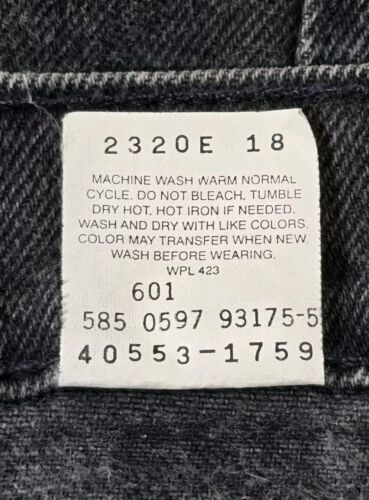 2320E 18
MACHINE WASH WARM NORMAL
CYCLE. DO NOT BLEACH. TUMBLE
DRY HOT. HOT IRON IF NEEDED.
WASH AND DRY WITH LIKE COLORS.
COLOR MAY TRANSFER WHEN NEW.
WASH BEFORE WEARING.
WPL 423
601
585 0597 93175-5
40553-1759